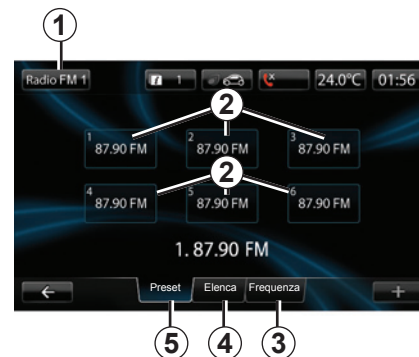 1
Radio FM 1 1 24.0°C 01:56
2
1 87.90 FM 2 87.90 FM 3 87.90 FM
2
4 87.90 FM 5 87.90 FM 6 87.90 FM
1. 87.90 FM
Preset Elenca Frequenza +
5 4 3